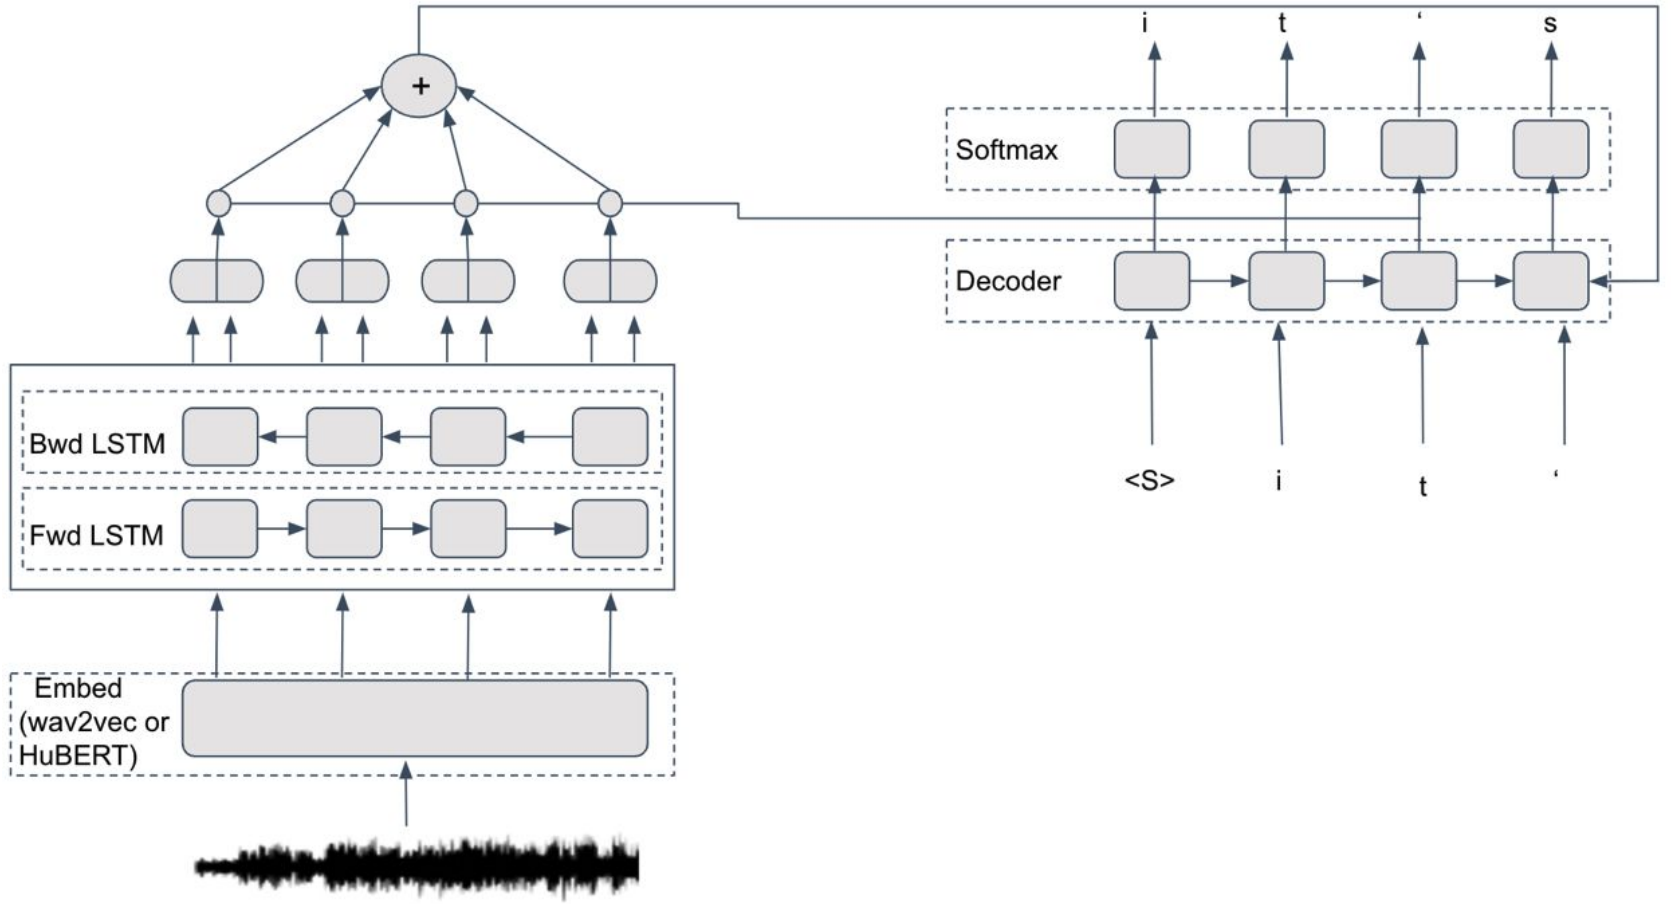 +
i t ‘ s
Softmax
Decoder
<S> i t ‘
Bwd LSTM
Fwd LSTM
Embed
(wav2vec or
HuBERT)